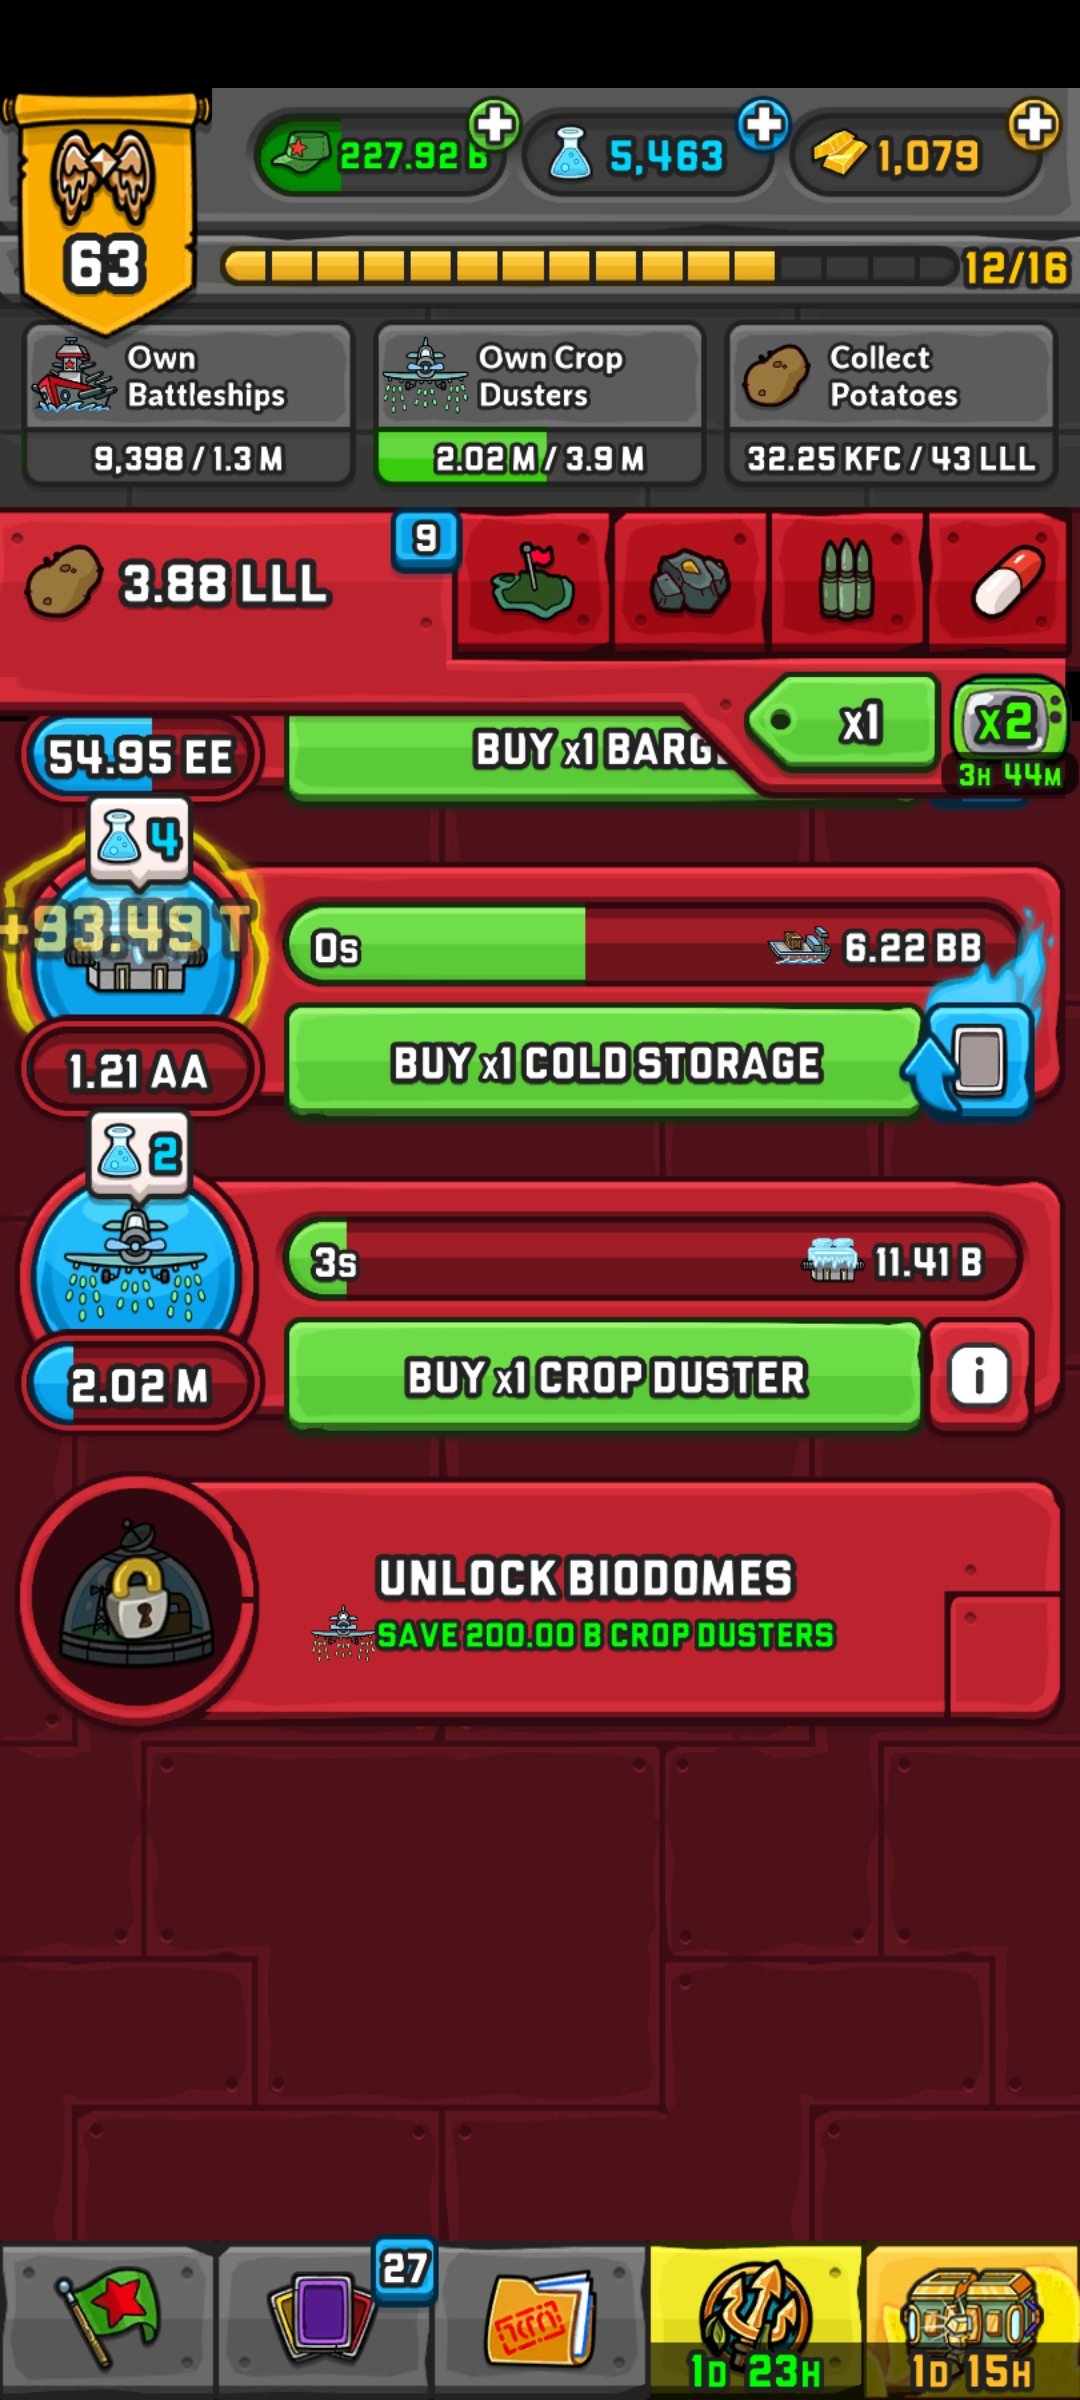 63
227.92 B
5,463
1,079
12/16
Own
Battleships
9,398 / 1.3 M
Own Crop
Dusters
2.02 M / 3.9 M
Collect
Potatoes
32.25 KFC / 43 LLL
3.88 LLL
9
x1
x2
3H 44M
54.95 EE
BUY x1 BARG
4
+93.49 T
0s
6.22 BB
1.21 AA
BUY x1 COLD STORAGE
2
3s
11.41 B
2.02 M
BUY x1 CROP DUSTER
i
UNLOCK BIODOMES
SAVE 200.00 B CROP DUSTERS
27
1D 23H
1D 15H